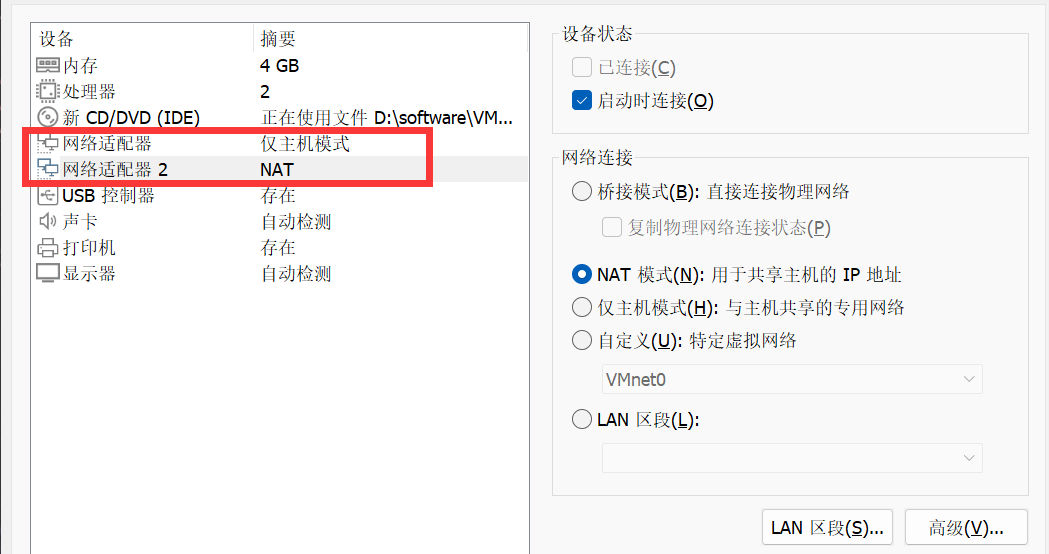 设备 摘要
内存 4 GB
处理器 2
新 CD/DVD (IDE) 正在使用文件 D:\software\VM...
网络适配器 仅主机模式
网络适配器 2 NAT
USB 控制器 存在
声卡 自动检测
打印机 存在
显示器 自动检测
设备状态
已连接(C)
启动时连接(O)
网络连接
桥接模式(B): 直接连接物理网络
复制物理网络连接状态(P)
NAT 模式(N): 用于共享主机的 IP 地址
仅主机模式(H): 与主机共享的专用网络
自定义(U): 特定虚拟网络
VMnet0
LAN 区段(L):
LAN 区段(S)... 高级(V)...